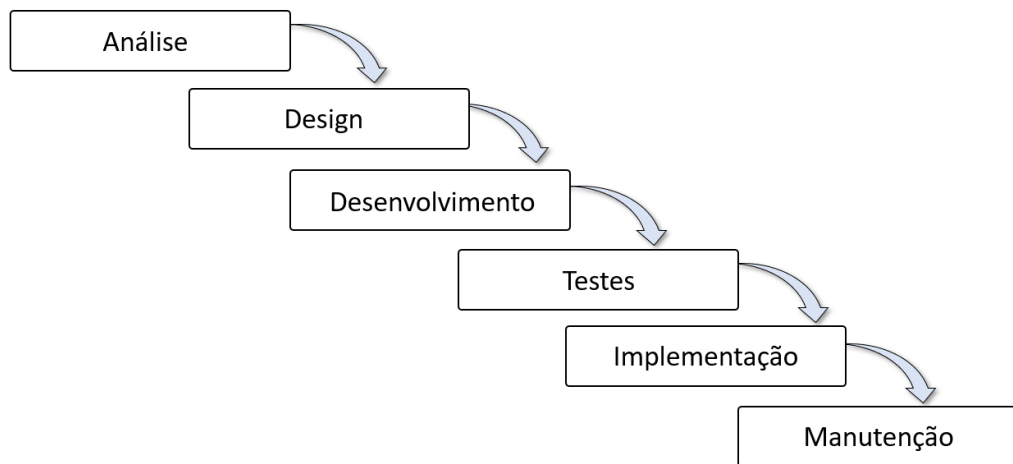 Análise
Design
Desenvolvimento
Testes
Implementação
Manutenção